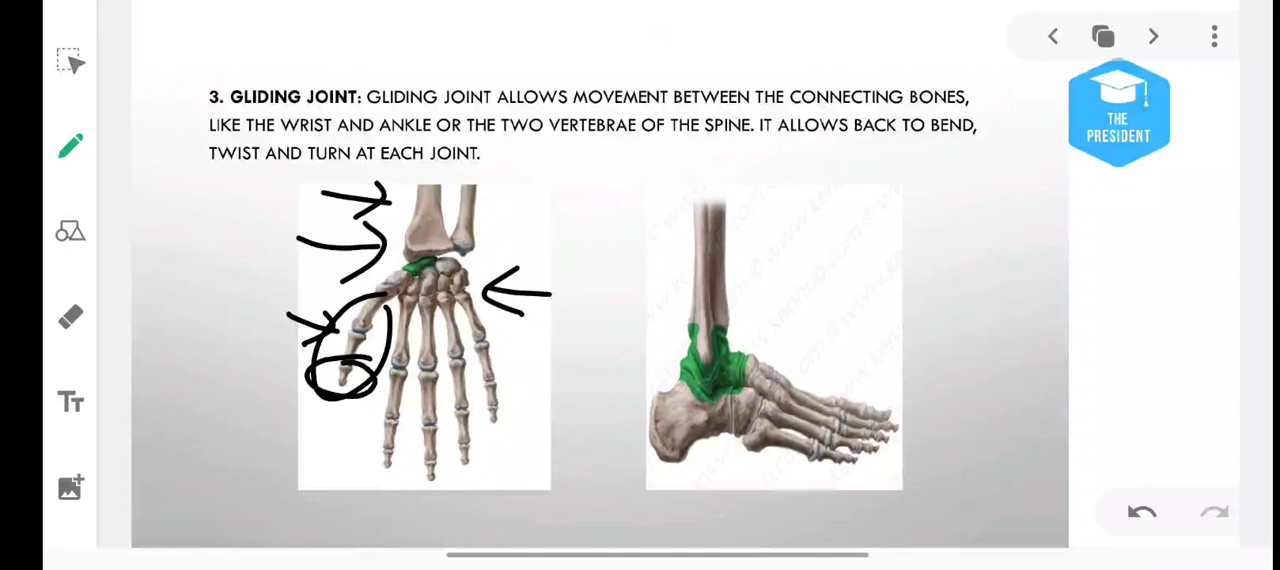 3. GLIDING JOINT: GLIDING JOINT ALLOWS MOVEMENT BETWEEN THE CONNECTING BONES,
LIKE THE WRIST AND ANKLE OR THE TWO VERTEBRAE OF THE SPINE. IT ALLOWS BACK TO BEND,
TWIST AND TURN AT EACH JOINT.
THE
PRESIDENT
TT